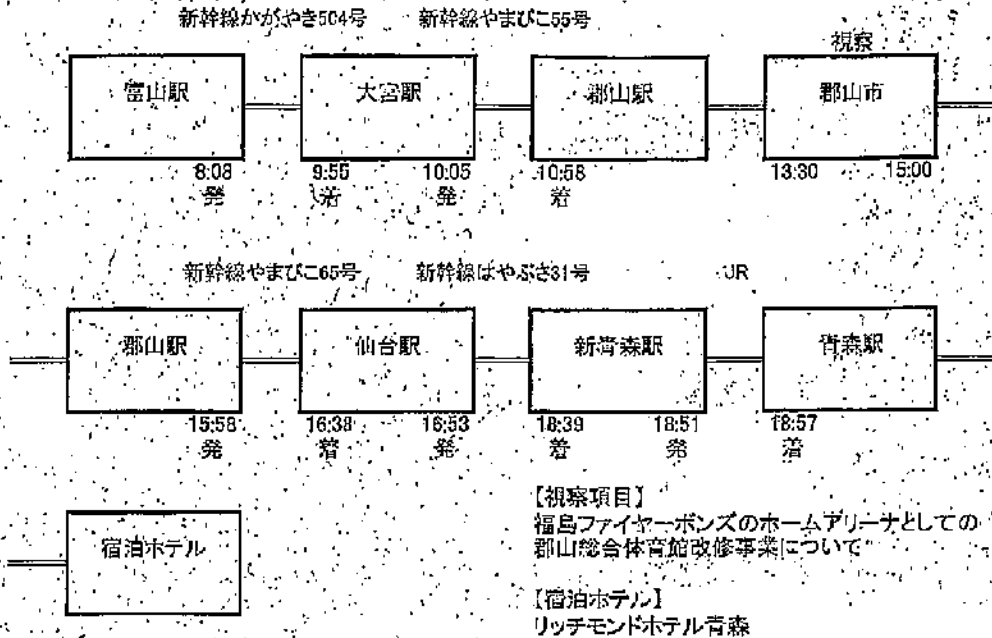 新幹線かがやき504号 新幹線やまびこ55号
視察
富山駅 大宮駅 郡山駅 郡山市
8:08 9:55 10:05 10:58 13:30 15:00
発 着 発 着
新幹線やまびこ65号 新幹線はやぶさ31号 JR
郡山駅 仙台駅 新青森駅 青森駅
15:58 16:38 16:53 18:39 18:51 18:57
発 着 発 着 発 着
宿泊ホテル
【視察項目】
福島ファイヤーボンズのホームアリーナとしての
郡山総合体育館改修事業について
【宿泊ホテル】
リッチモンドホテル青森